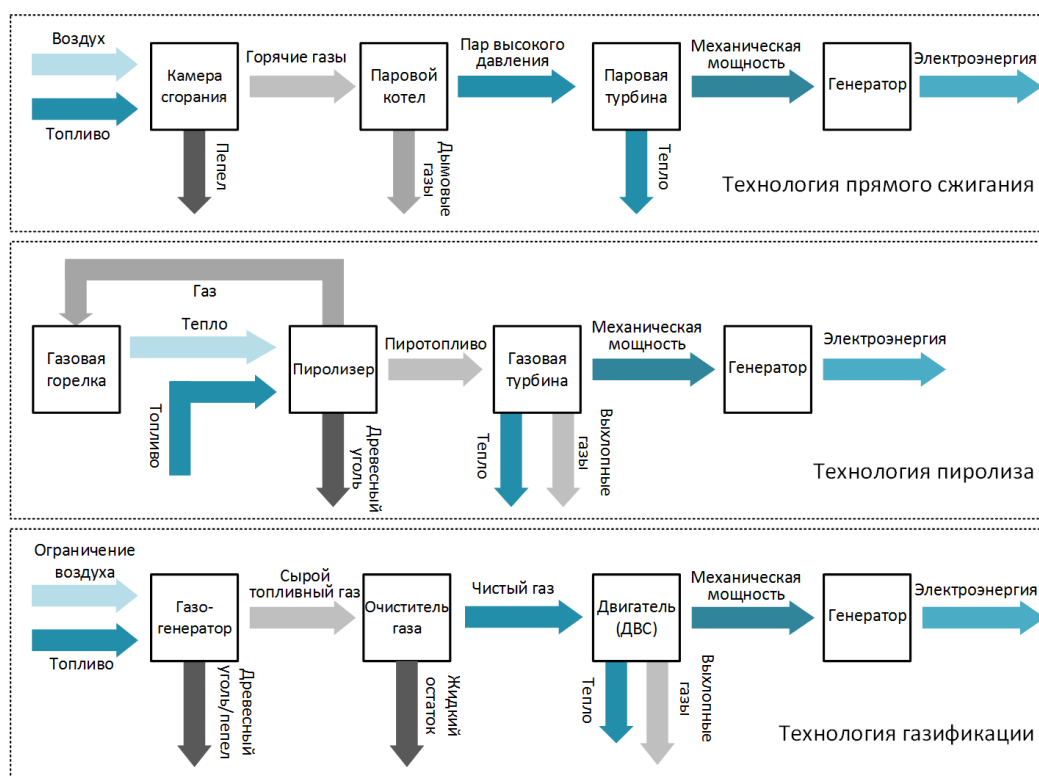 Воздух
Топливо
Камера
сгорания
Пепел
Горячие газы
Паровой
котел
Дымовые
газы
Пар высокого
давления
Паровая
турбина
Тепло
Механическая
мощность
Генератор
Электроэнергия
Технология прямого сжигания
Газ
Газовая
горелка
Тепло
Топливо
Пиролизер
Древесный
уголь
Пиротопливо
Газовая
турбина
Тепло
Выхлопные
газы
Механическая
мощность
Генератор
Электроэнергия
Технология пиролиза
Ограничение
воздуха
Топливо
Газо-
генератор
Древесный
уголь/пепел
Сырой
топливный газ
Очиститель
газа
Жидкий
остаток
Чистый газ
Двигатель
(ДВС)
Тепло
Выхлопные
газы
Механическая
мощность
Генератор
Электроэнергия
Технология газификации